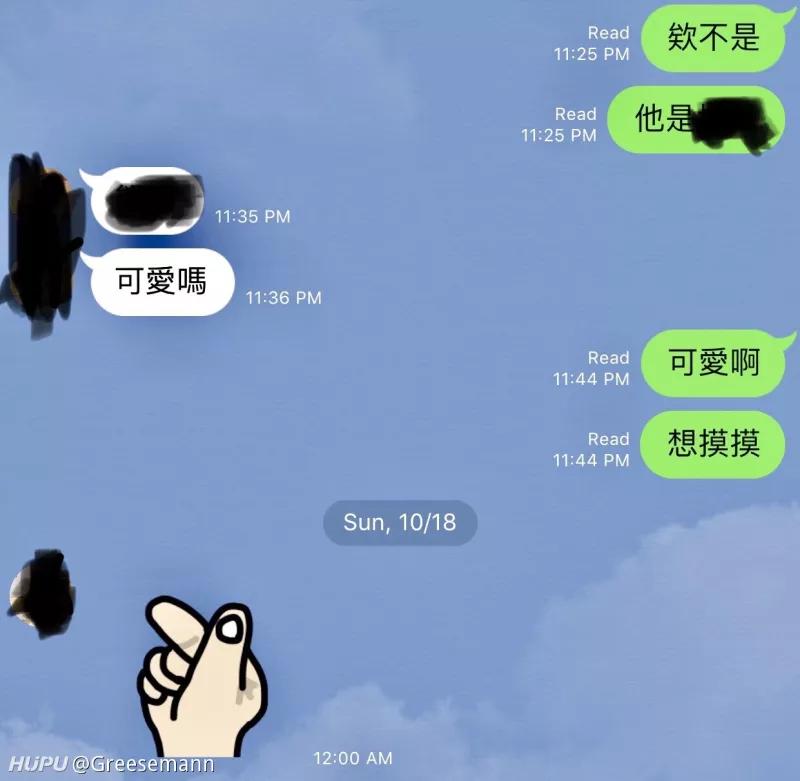 Read
11:25 PM
欸不是
Read
11:25 PM
他是
11:35 PM
可愛嗎
11:36 PM
Read
11:44 PM
可愛啊
Read
11:44 PM
想摸摸
Sun, 10/18
12:00 AM
HUPU @Greesemann